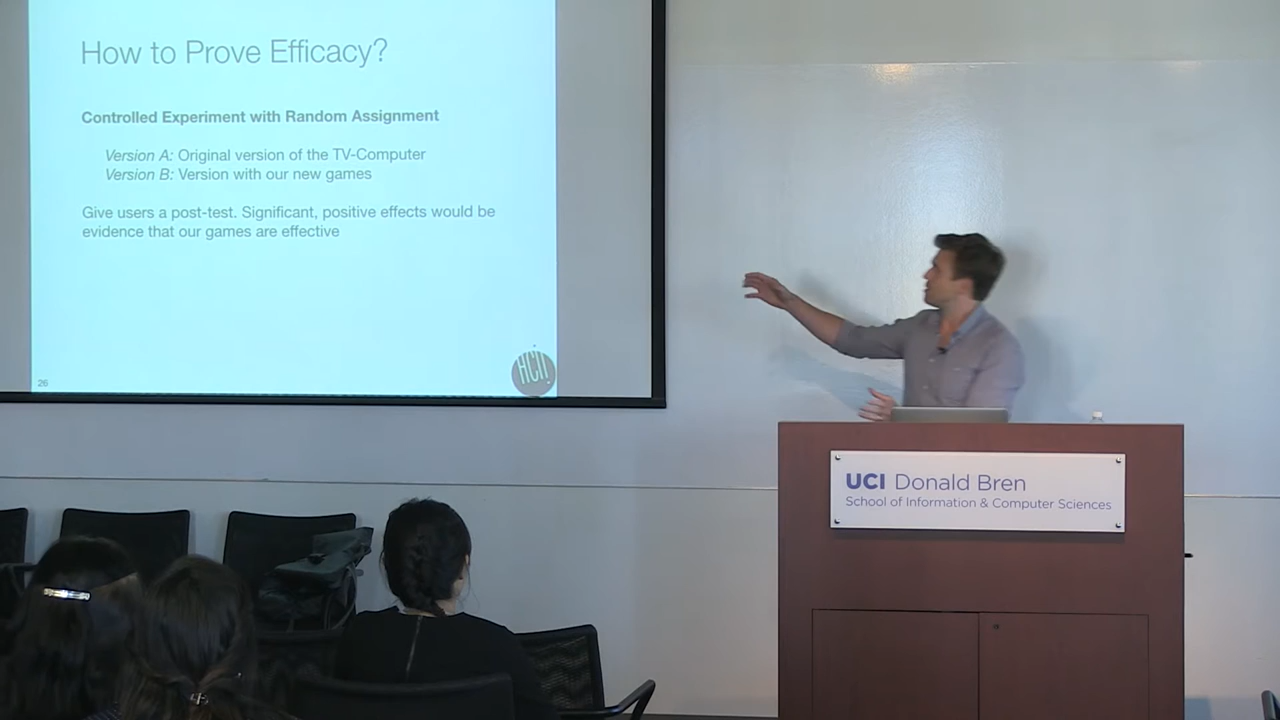 How to Prove Efficacy?
Controlled Experiment with Random Assignment
Version A: Original version of the TV-Computer
Version B: Version with our new games
Give users a post-test. Significant, positive effects would be
evidence that our games are effective
26
HCII
UCI Donald Bren
School of Information & Computer Sciences